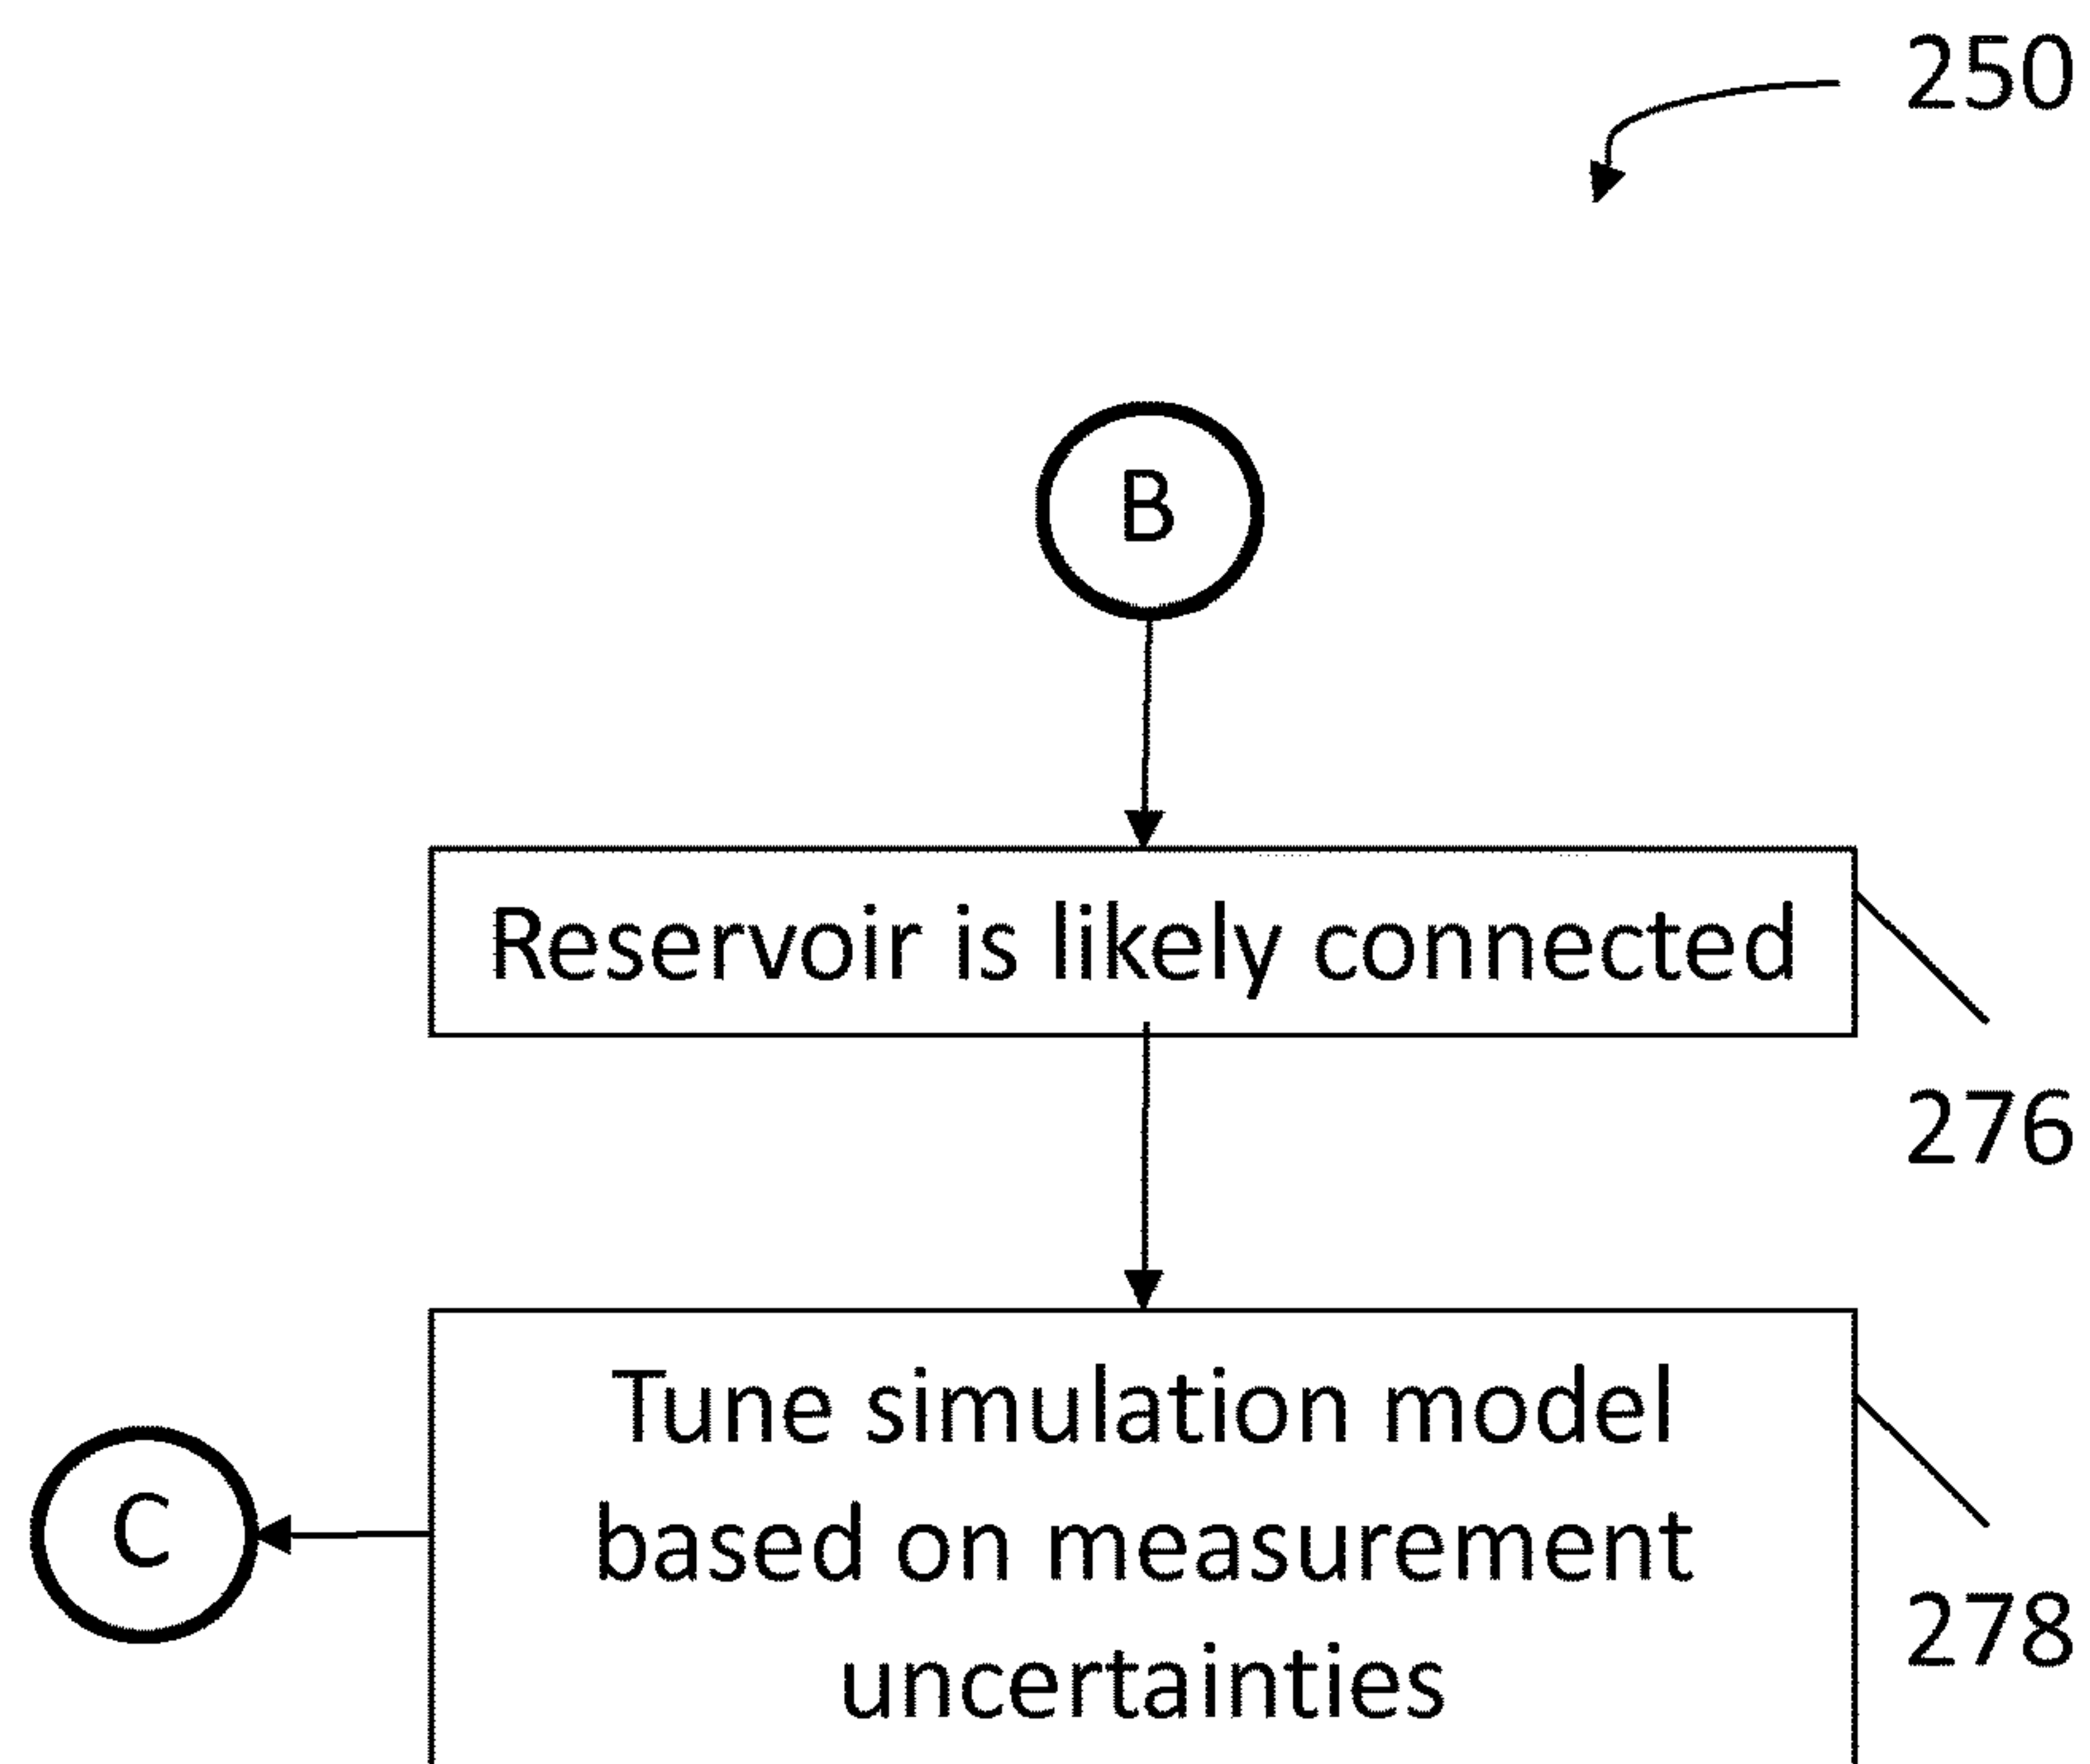 250
B
Reservoir is likely connected
276
Tune simulation model
based on measurement
uncertainties
C
278